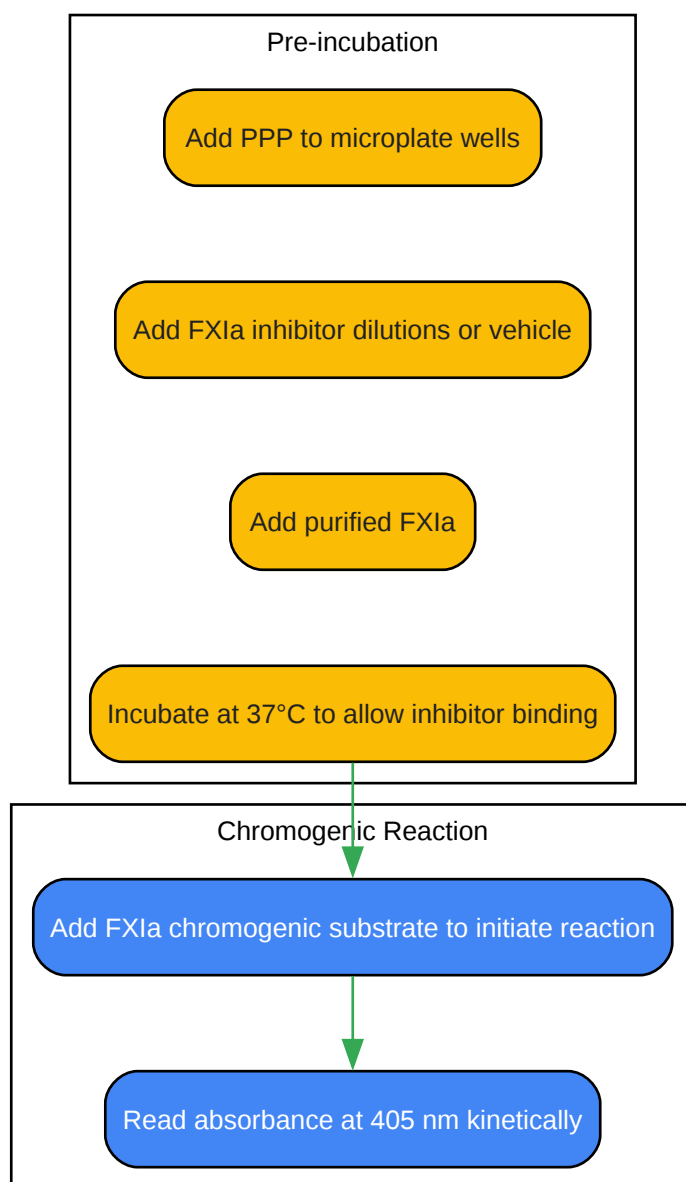 Pre-incubation
Add PPP to microplate wells
Add FXIa inhibitor dilutions or vehicle
Add purified FXIa
Incubate at 37°C to allow inhibitor binding
Chromogenic Reaction
Add FXIa chromogenic substrate to initiate reaction
Read absorbance at 405 nm kinetically